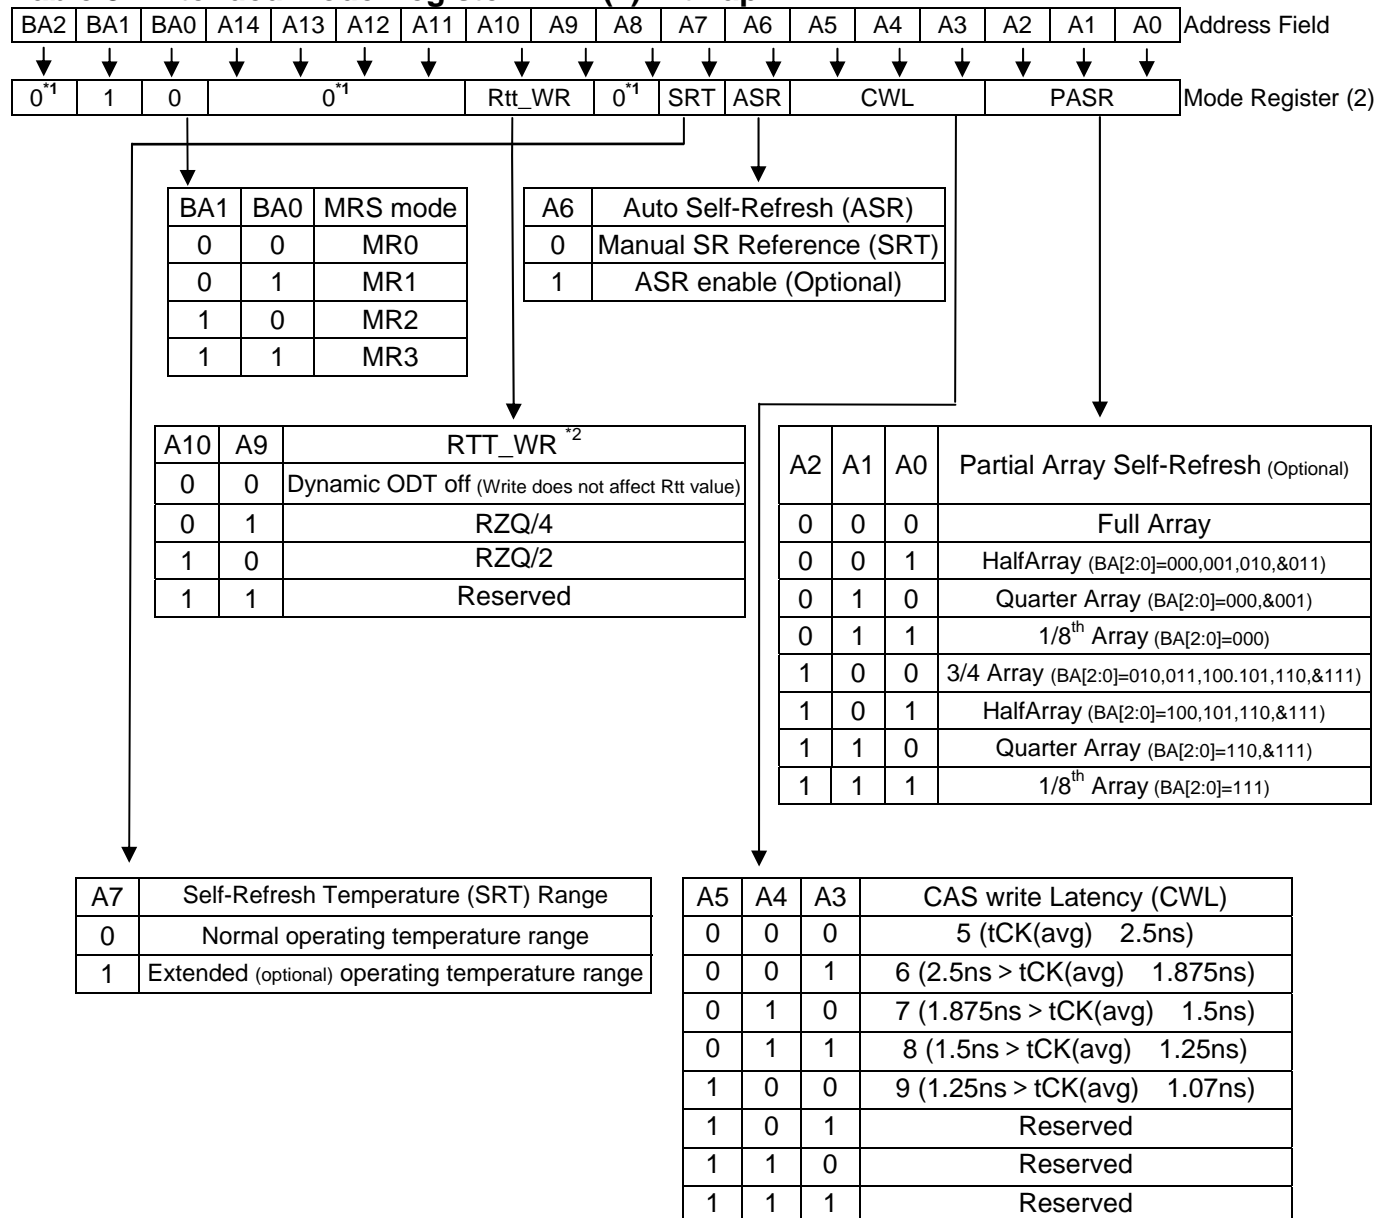 BA2 BA1 BA0 A14 A13 A12 A11 A10 A9 A8 A7 A6 A5 A4 A3 A2 A1 A0 Address Field
0*1 1 0 0*1 Rtt_WR 0*1 SRT ASR CWL PASR Mode Register (2)
BA1 BA0 MRS mode
0 0 MR0
0 1 MR1
1 0 MR2
1 1 MR3
A6 Auto Self-Refresh (ASR)
0 Manual SR Reference (SRT)
1 ASR enable (Optional)
A10 A9 RTT_WR *2
0 0 Dynamic ODT off (Write does not affect Rtt value)
0 1 RZQ/4
1 0 RZQ/2
1 1 Reserved
A2 A1 A0 Partial Array Self-Refresh (Optional)
0 0 0 Full Array
0 0 1 HalfArray (BA[2:0]=000,001,010,&011)
0 1 0 Quarter Array (BA[2:0]=000,&001)
0 1 1 1/8th Array (BA[2:0]=000)
1 0 0 3/4 Array (BA[2:0]=010,011,100.101,110,&111)
1 0 1 HalfArray (BA[2:0]=100,101,110,&111)
1 1 0 Quarter Array (BA[2:0]=110,&111)
1 1 1 1/8th Array (BA[2:0]=111)
A7 Self-Refresh Temperature (SRT) Range
0 Normal operating temperature range
1 Extended (optional) operating temperature range
A5 A4 A3 CAS write Latency (CWL)
0 0 0 5 (tCK(avg) 2.5ns)
0 0 1 6 (2.5ns > tCK(avg) 1.875ns)
0 1 0 7 (1.875ns > tCK(avg) 1.5ns)
0 1 1 8 (1.5ns > tCK(avg) 1.25ns)
1 0 0 9 (1.25ns > tCK(avg) 1.07ns)
1 0 1 Reserved
1 1 0 Reserved
1 1 1 Reserved